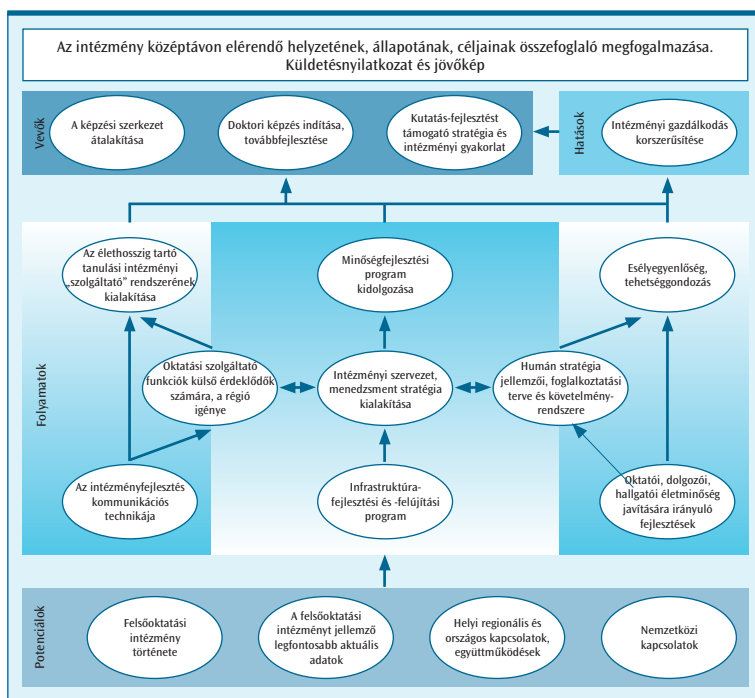 Az intézmény középtávon elérendő helyzetének, állapotának, céljainak összefoglaló megfogalmazása.
Küldetésnyilatkozat és jövőkép
Vevők
A képzési szerkezet
átalakítása
Doktori képzés indítása,
továbbfejlesztése
Kutatás-fejlesztést
támogató stratégia és
intézményi gyakorlat
Hatások
Intézményi gazdálkodás
korszerűsítése
Folyamatok
Az élethosszig tartó
tanulási intézményi
„szolgáltató” rendszerének
kialakítása
Minőségfejlesztési
program
kidolgozása
Esélyegyenlőség,
tehetséggondozás
Oktatási szolgáltató
funkciók külső érdeklődők
számára, a régió
igénye
Intézményi szervezet,
menedzsment stratégia
kialakítása
Humán stratégia
jellemzői, foglalkoztatási
terve és követelmény-
rendszere
Az intézményfejlesztés
kommunikációs
technikája
Infrastruktúra-
fejlesztési és -felújítási
program
Oktatói, dolgozói,
hallgatói életminőség
javítására irányuló
fejlesztések
Potenciálok
Felsőoktatási
intézmény
története
A felsőoktatási
intézményt jellemző
legfontosabb aktuális
adatok
Helyi regionális és
országos kapcsolatok,
együttműködések
Nemzetközi
kapcsolatok